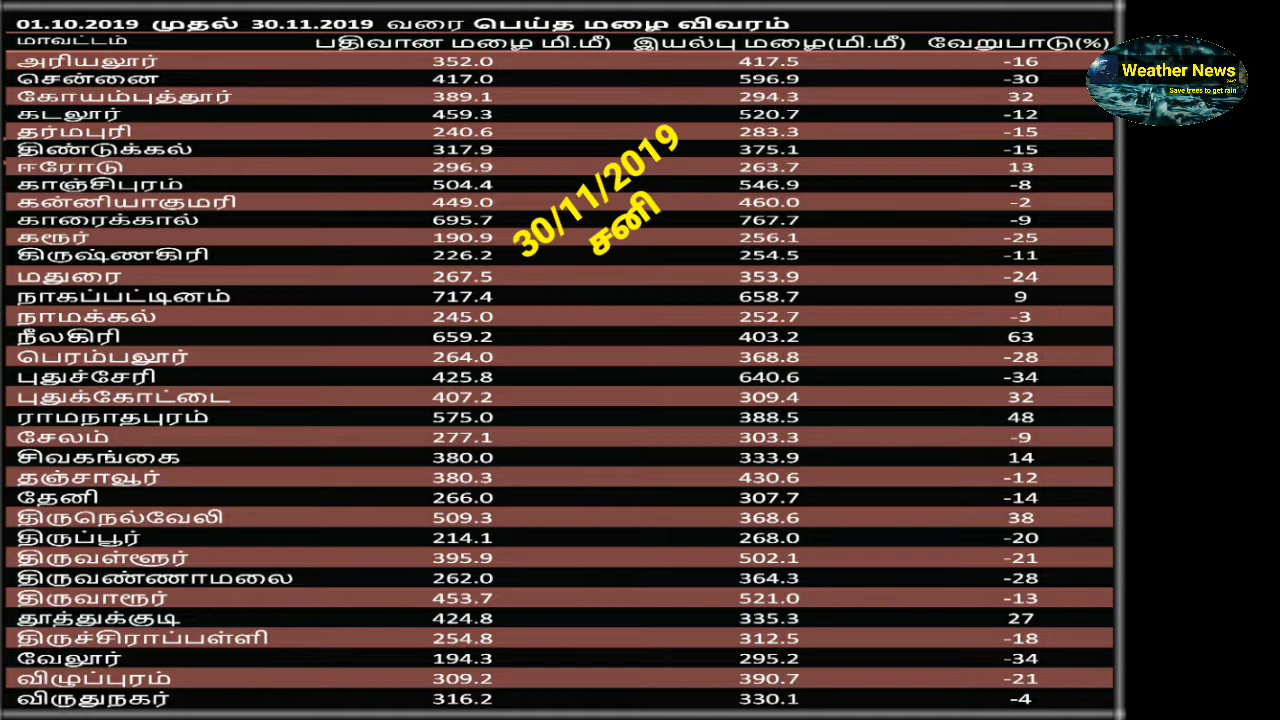 01.10.2019 முதல் 30.11.2019 வரை பெய்த மழை விவரம்
மாவட்டம் பதிவான மழை மி.மீ) இயல்பு மழை(மி.மீ) வேறுபாடு(%)
அரியலூர் 352.0 417.5 -16
சென்னை 417.0 596.9 -30
கோயம்புத்தூர் 389.1 294.3 32
கடலூர் 459.3 520.7 -12
தர்மபுரி 240.6 283.3 -15
திண்டுக்கல் 317.9 375.1 -15
ஈரோடு 296.9 263.7 13
காஞ்சிபுரம் 504.4 546.9 -8
கன்னியாகுமரி 449.0 460.0 -2
காரைக்கால் 695.7 767.7 -9
கரூர் 190.9 256.1 -25
கிருஷ்ணகிரி 226.2 254.5 -11
மதுரை 267.5 353.9 -24
நாகப்பட்டினம் 717.4 658.7 9
நாமக்கல் 245.0 252.7 -3
நீலகிரி 659.2 403.2 63
பெரம்பலூர் 264.0 368.8 -28
புதுச்சேரி 425.8 640.6 -34
புதுக்கோட்டை 407.2 309.4 32
ராமநாதபுரம் 575.0 388.5 48
சேலம் 277.1 303.3 -9
சிவகங்கை 380.0 333.9 14
தஞ்சாவூர் 380.3 430.6 -12
தேனி 266.0 307.7 -14
திருநெல்வேலி 509.3 368.6 38
திருப்பூர் 214.1 268.0 -20
திருவள்ளூர் 395.9 502.1 -21
திருவண்ணாமலை 262.0 364.3 -28
திருவாரூர் 453.7 521.0 -13
தூத்துக்குடி 424.8 335.3 27
திருச்சிராப்பள்ளி 254.8 312.5 -18
வேலூர் 194.3 295.2 -34
விழுப்புரம் 309.2 390.7 -21
விருதுநகர் 316.2 330.1 -4
30/11/2019
சனி
Weather News
Save trees to get rain